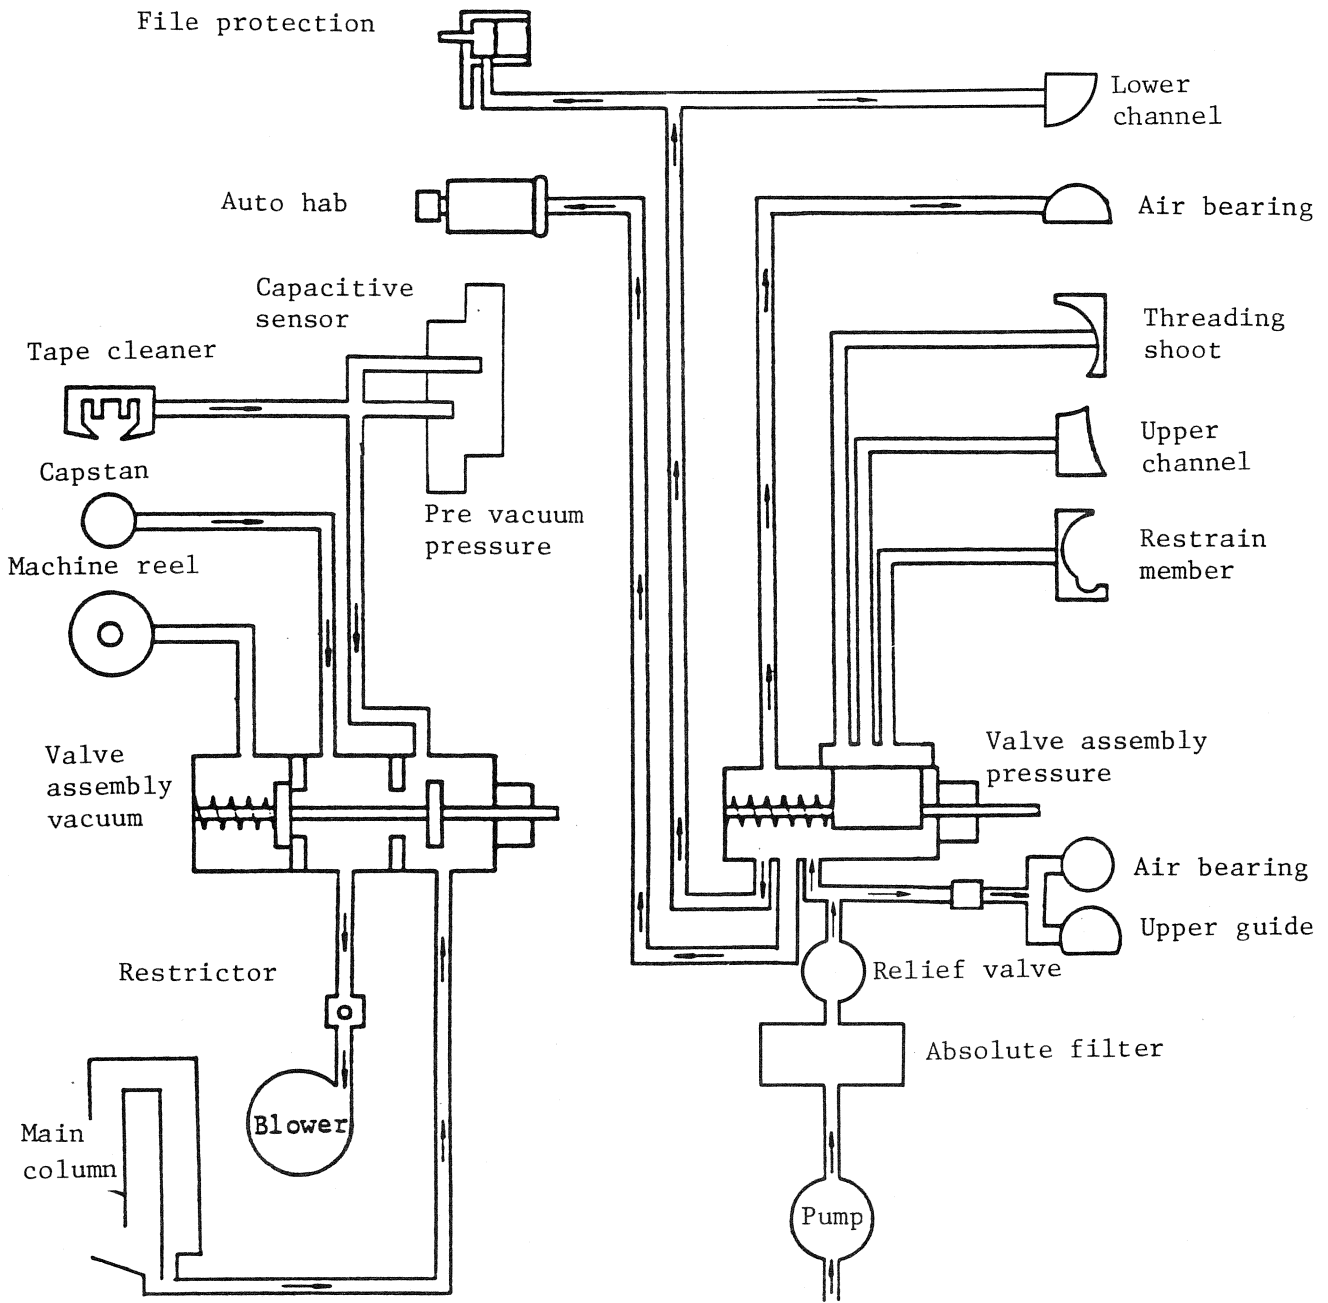 File protection
Lower
channel
Auto hab
Air bearing
Capacitive
sensor
Threading
shoot
Tape cleaner
Upper
channel
Capstan
Pre vacuum
pressure
Restrain
member
Machine reel
Valve
assembly
vacuum
Valve assembly
pressure
Air bearing
Upper guide
Restrictor
Relief valve
Absolute filter
Blower
Main
column
Pump